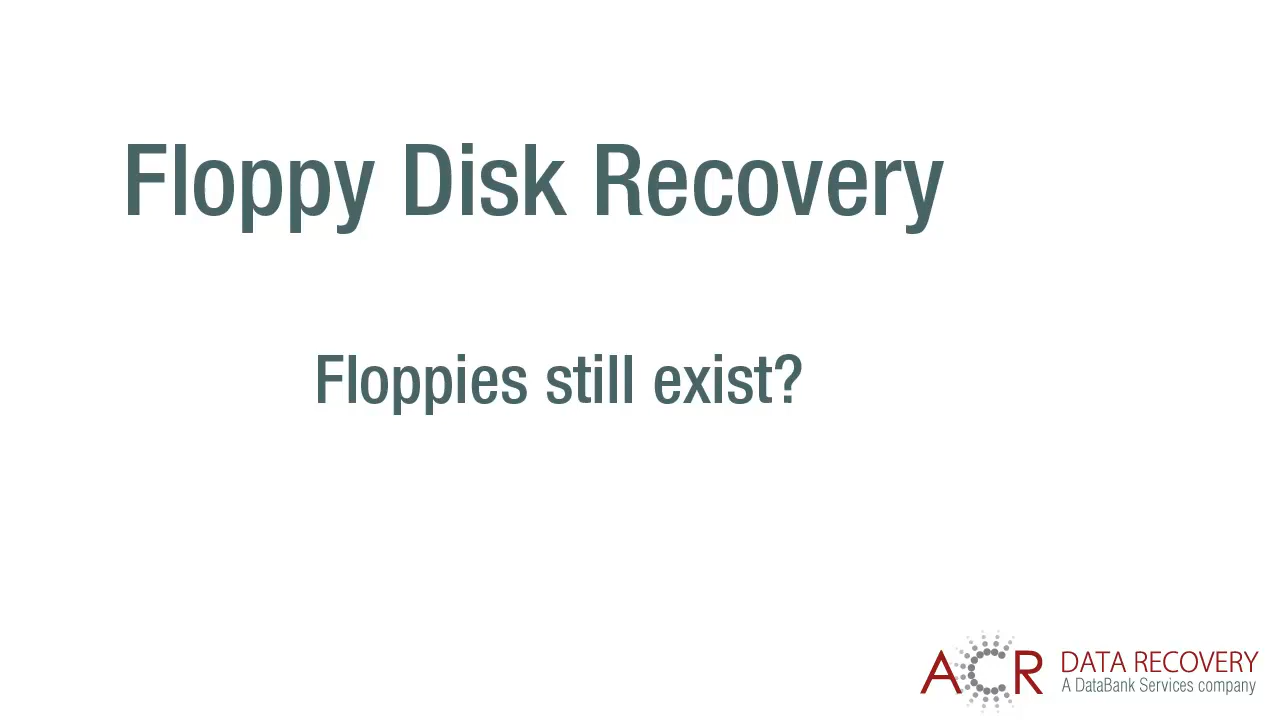 Floppy Disk Recovery
Floppies still exist?
ACR DATA RECOVERY
A DataBank Services company